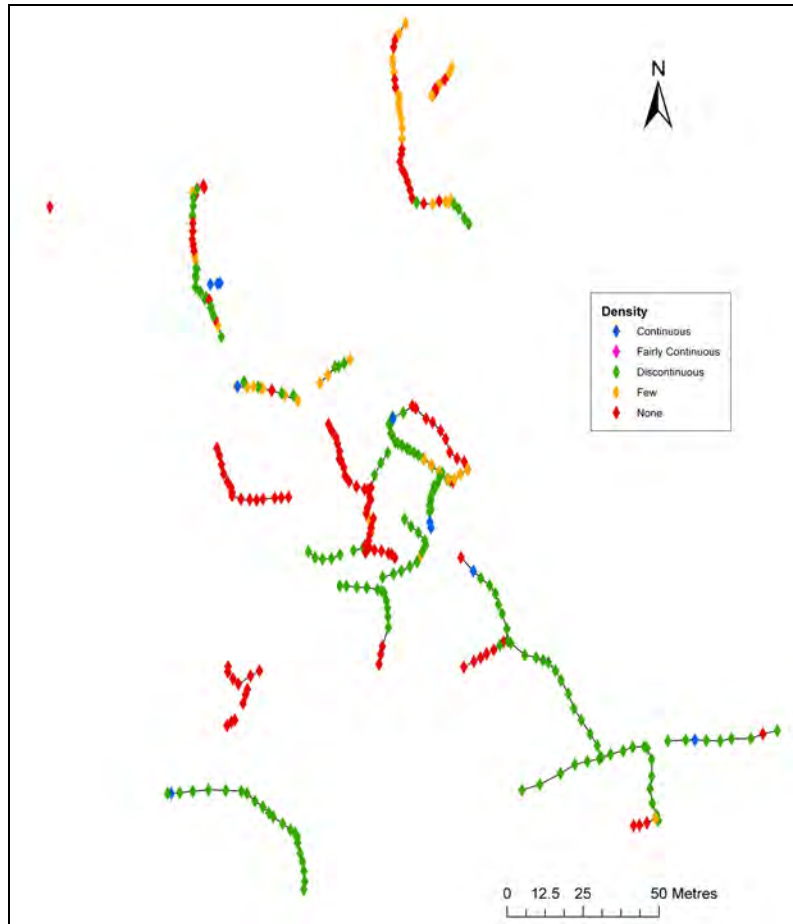 N
Density
Continuous
Fairly Continuous
Discontinuous
Few
None
0 12.5 25 50 Metres